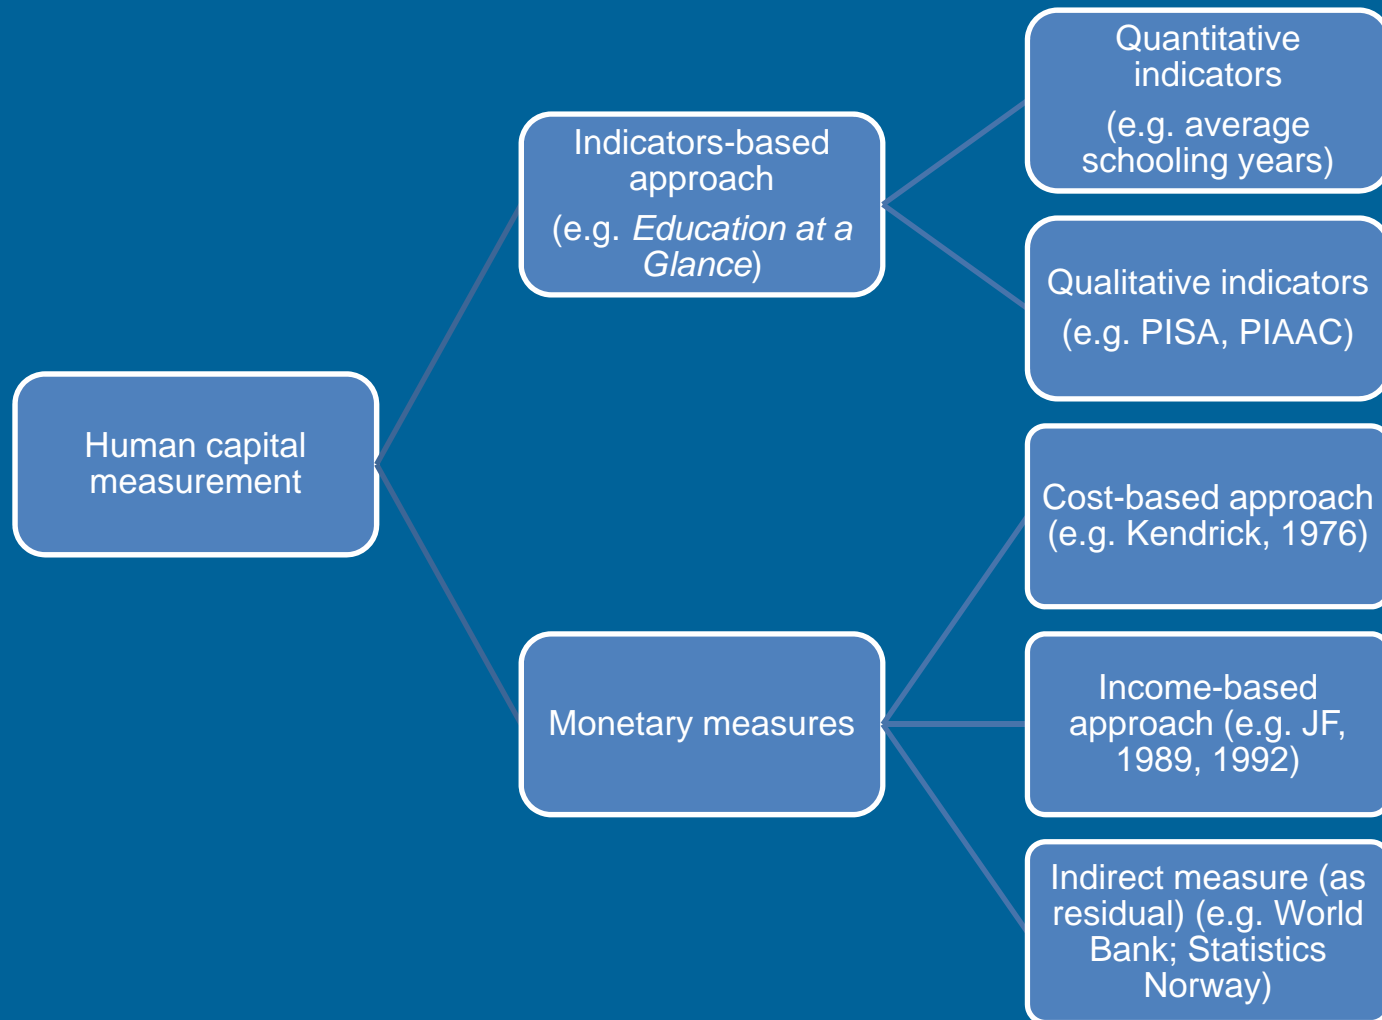 Human capital
measurement
Indicators-based
approach
(e.g. Education at a
Glance)
Quantitative
indicators
(e.g. average
schooling years)
Qualitative indicators
(e.g. PISA, PIAAC)
Monetary measures
Cost-based approach
(e.g. Kendrick, 1976)
Income-based
approach (e.g. JF,
1989, 1992)
Indirect measure (as
residual) (e.g. World
Bank; Statistics
Norway)